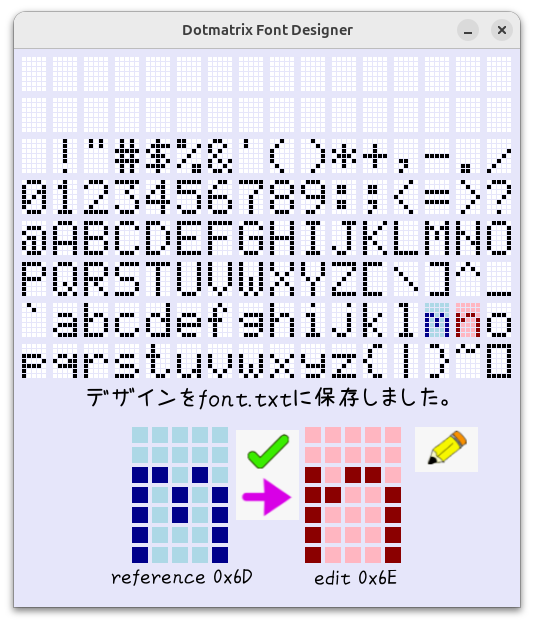 Dotmatrix Font Designer
!"#$%&'()*+,-./
0123456789:;<=>?
@ABCDEFGHIJKLMNO
PQRSTUVWXYZ[\]^_
`abcdefghijklmno
pqrstuvwxyz{|}~▯
デザインをfont.txtに保存しました。
reference 0x6D
edit 0x6E